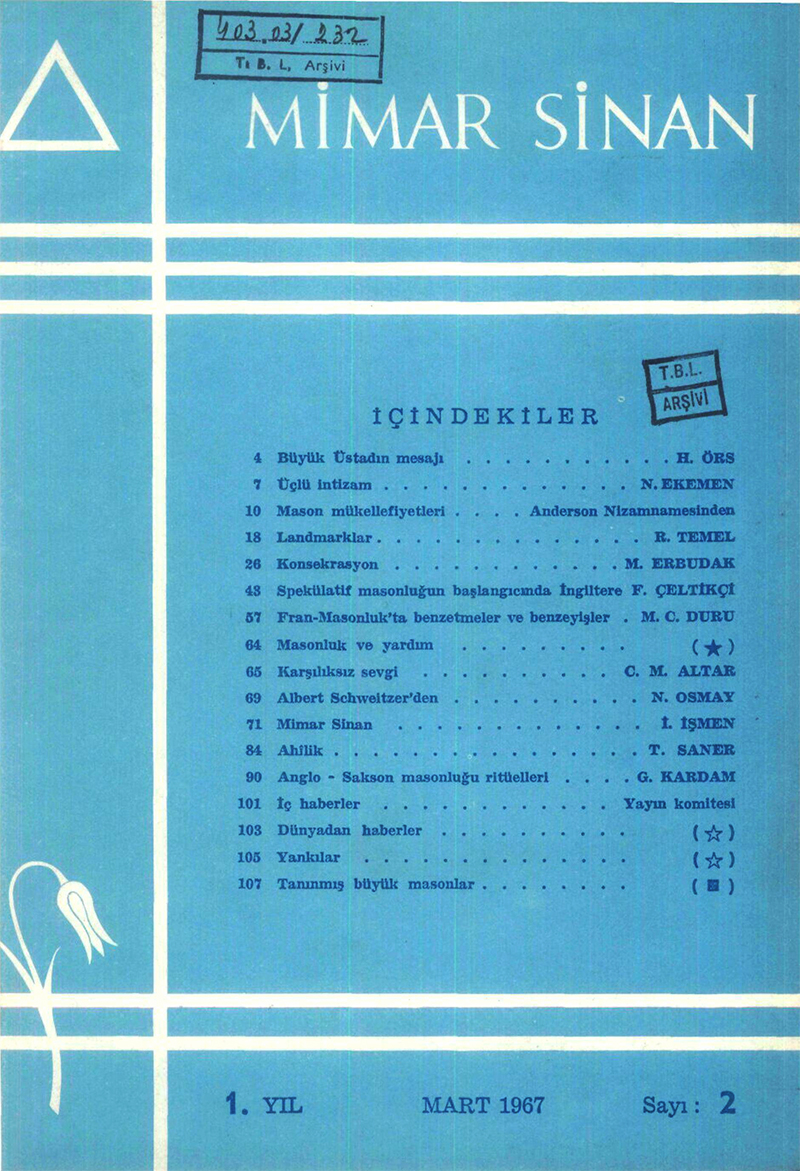 403.03/232
Tı B. L, Arşivi
MİMAR SİNAN
T.B.L.
ARŞİVİ
İÇİNDEKİLER
4 Büyük Üstadın mesajı . . . . . . . . . . . H. ÖRS
7 Üçlü intizam . . . . . . . . . . . . . N. EKEMEN
10 Mason mükellefiyetleri . . . . Anderson Nizamnamesinden
18 Landmarklar . . . . . . . . . . . . . . R. TEMEL
26 Konsekrasyon . . . . . . . . . . . . M. ERBUDAK
43 Spekülatif masonluğun başlangıcında İngiltere F. ÇELTİKÇİ
57 Fran-Masonluk'ta benzetmeler ve benzeyişler . M. C. DURU
64 Masonluk ve yardım . . . . . . . . . (★)
65 Karşılıksız sevgi . . . . . . . . . . C. M. ALTAR
69 Albert Schweitzer'den . . . . . . . . . . N. OSMAY
71 Mimar Sinan . . . . . . . . . . . . . İ. İŞMEN
84 Ahilik . . . . . . . . . . . . . . . . T. SANER
90 Anglo - Sakson masonluğu ritüelleri . . . . G. KARDAM
101 İç haberler . . . . . . . . . . . . Yayın komitesi
103 Dünyadan haberler . . . . . . . . . . (☆)
105 Yankılar . . . . . . . . . . . . . . (☆)
107 Tanınmış büyük masonlar . . . . . . . . (■)
1. YIL MART 1967 Sayı : 2